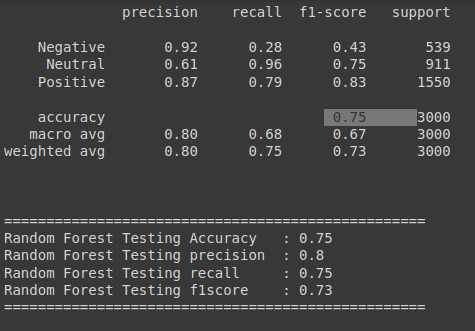 precision recall f1-score support
Negative 0.92 0.28 0.43 539
Neutral 0.61 0.96 0.75 911
Positive 0.87 0.79 0.83 1550
accuracy 0.75 3000
macro avg 0.80 0.68 0.67 3000
weighted avg 0.80 0.75 0.73 3000
==================================================
Random Forest Testing Accuracy : 0.75
Random Forest Testing precision : 0.8
Random Forest Testing recall : 0.75
Random Forest Testing f1score : 0.73
==================================================